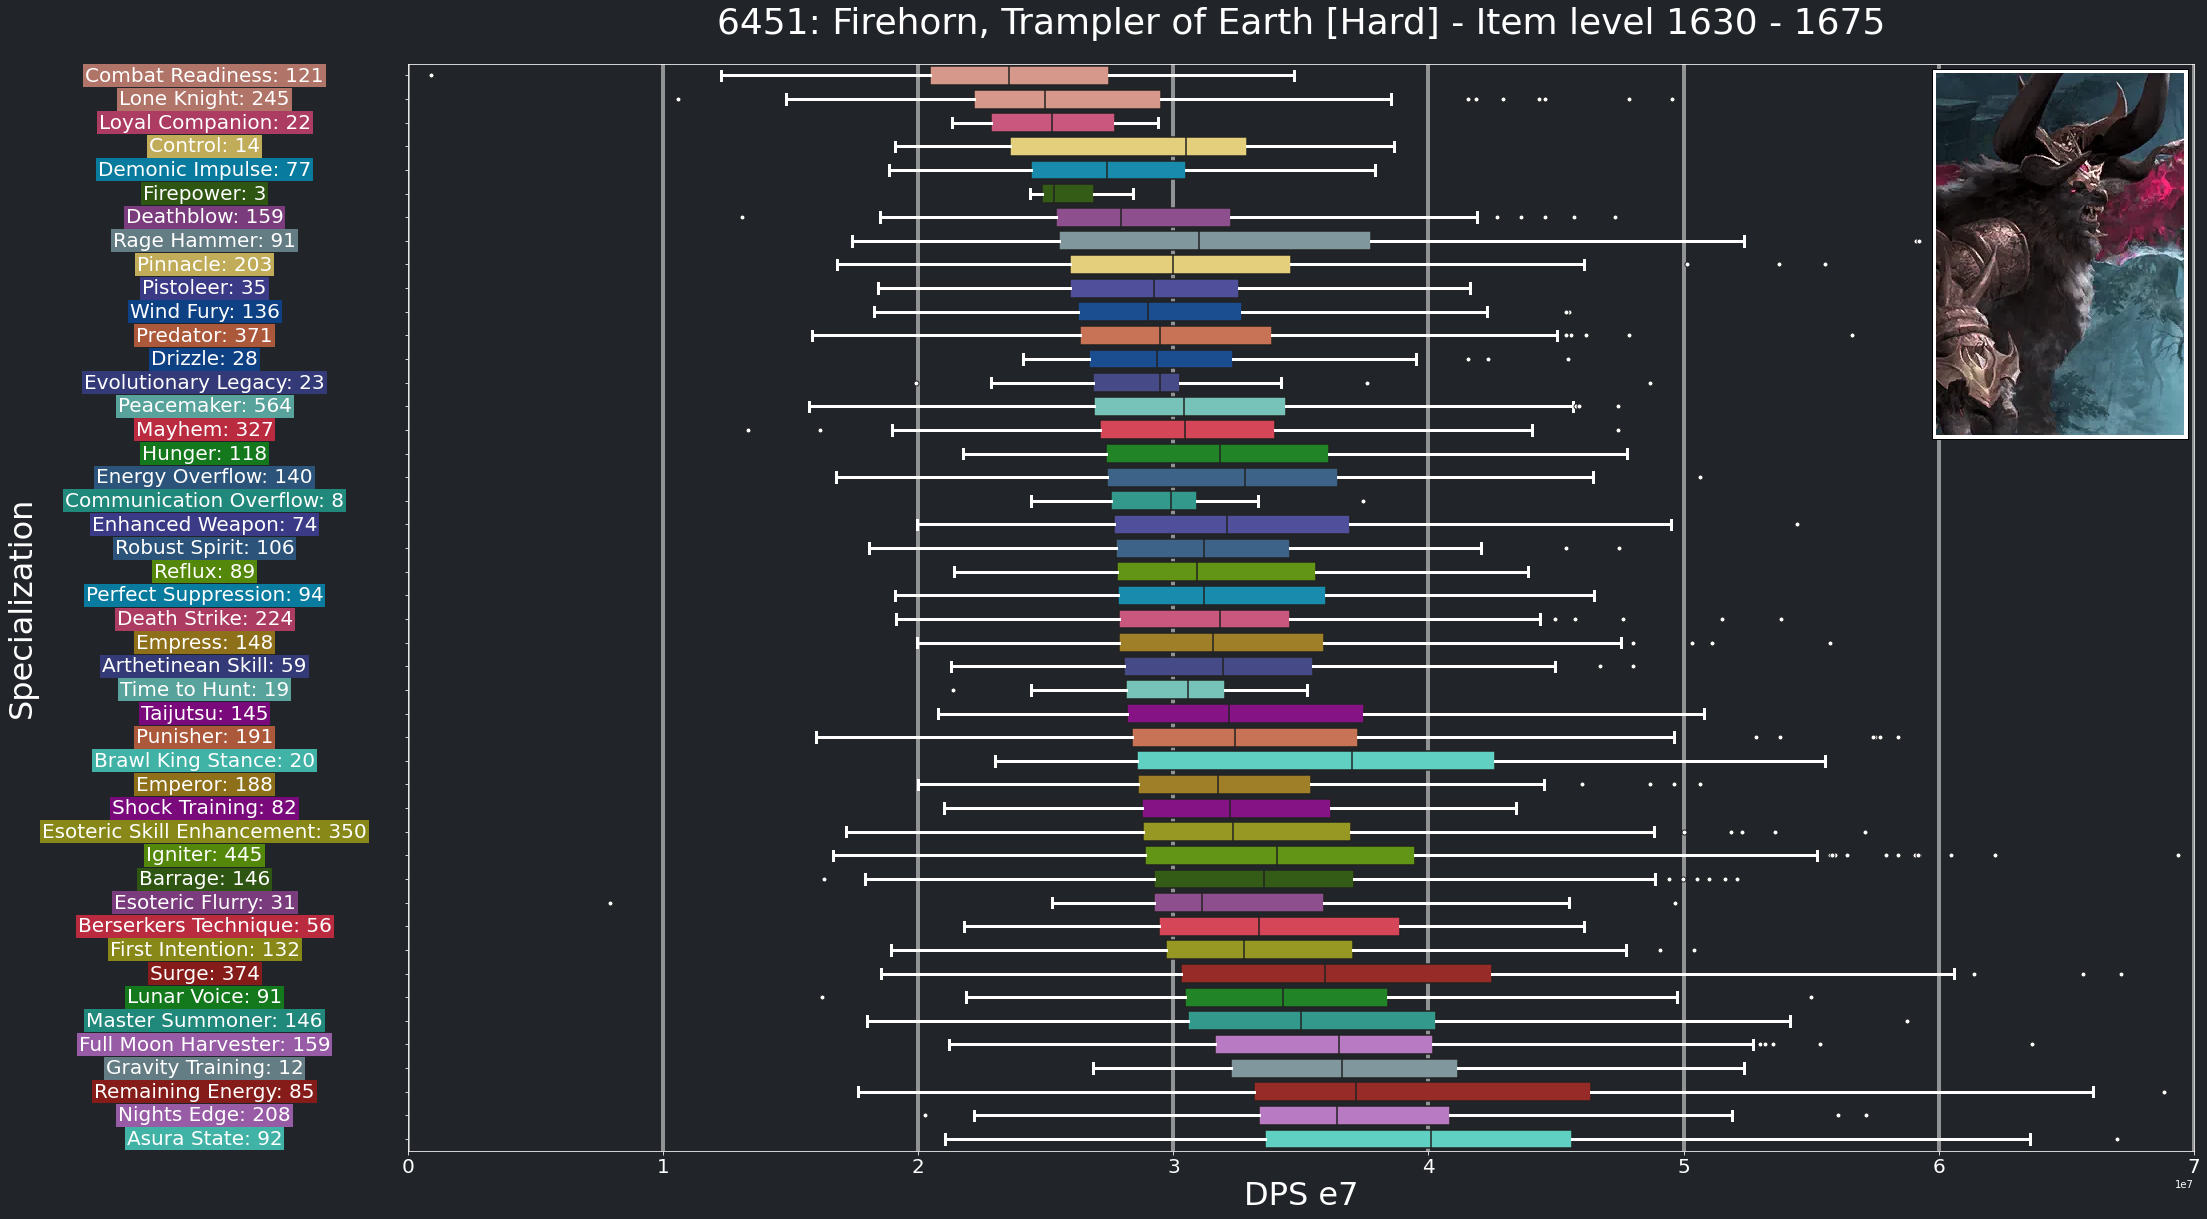 6451: Firehorn, Trampler of Earth [Hard] - Item level 1630 - 1675
Specialization
Combat Readiness: 121
Lone Knight: 245
Loyal Companion: 22
Control: 14
Demonic Impulse: 77
Firepower: 3
Deathblow: 159
Rage Hammer: 91
Pinnacle: 203
Pistoleer: 35
Wind Fury: 136
Predator: 371
Drizzle: 28
Evolutionary Legacy: 23
Peacemaker: 564
Mayhem: 327
Hunger: 118
Energy Overflow: 140
Communication Overflow: 8
Enhanced Weapon: 74
Robust Spirit: 106
Reflux: 89
Perfect Suppression: 94
Death Strike: 224
Empress: 148
Arthetinean Skill: 59
Time to Hunt: 19
Taijutsu: 145
Punisher: 191
Brawl King Stance: 20
Emperor: 188
Shock Training: 82
Esoteric Skill Enhancement: 350
Igniter: 445
Barrage: 146
Esoteric Flurry: 31
Berserkers Technique: 56
First Intention: 132
Surge: 374
Lunar Voice: 91
Master Summoner: 146
Full Moon Harvester: 159
Gravity Training: 12
Remaining Energy: 85
Nights Edge: 208
Asura State: 92
0 1 2 3 4 5 6 7
1e7
DPS e7